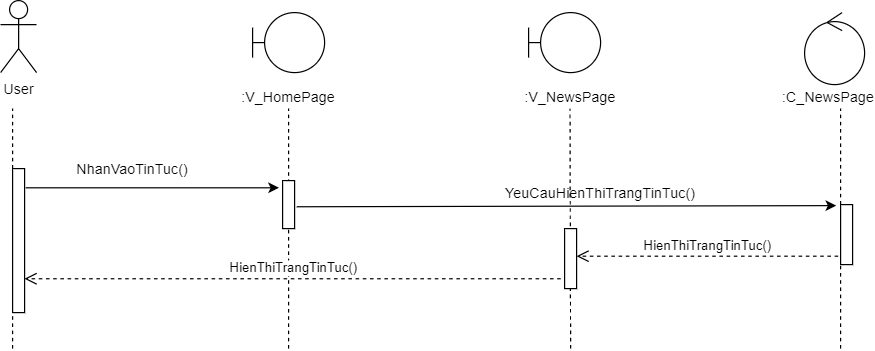 User
:V_HomePage
:V_NewsPage
:C_NewsPage
NhanVaoTinTuc()
YeuCauHienThiTrangTinTuc()
HienThiTrangTinTuc()
HienThiTrangTinTuc()